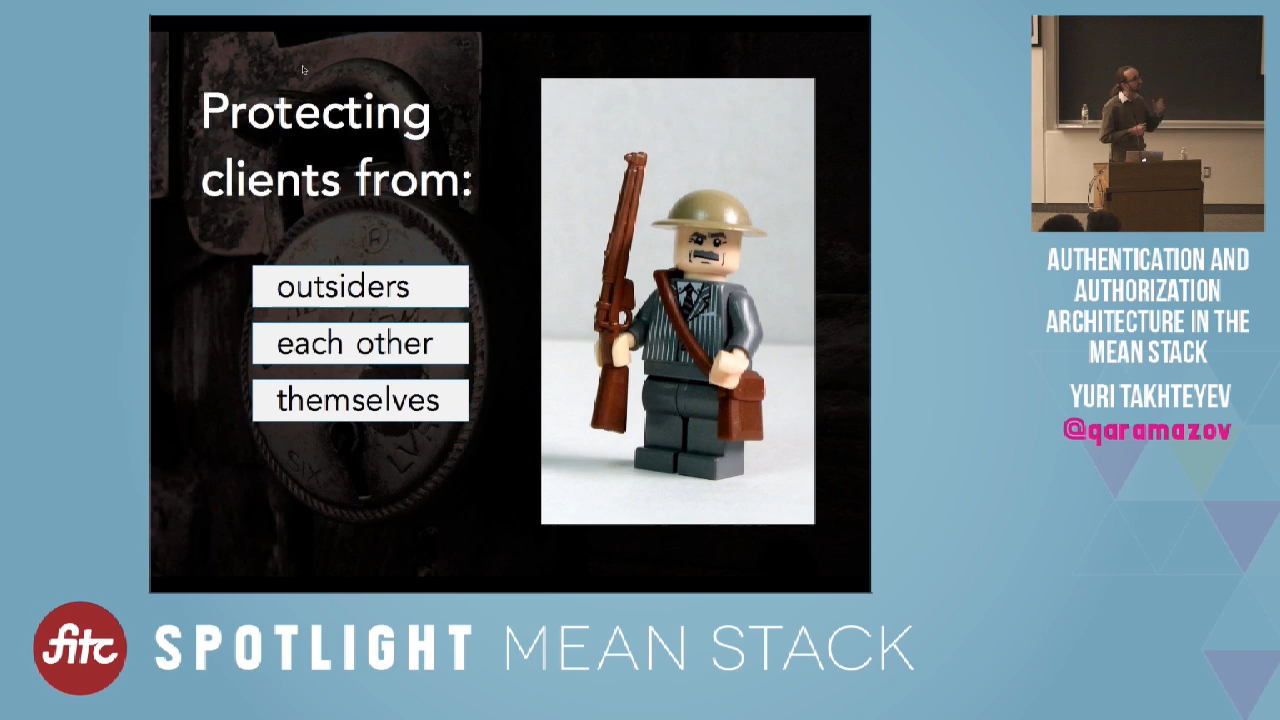 Protecting
clients from:
outsiders
each other
themselves
AUTHENTICATION AND
AUTHORIZATION
ARCHITECTURE IN THE
MEAN STACK
YURI TAKHTEYEV
@qaramazov
fitc
SPOTLIGHT MEAN STACK